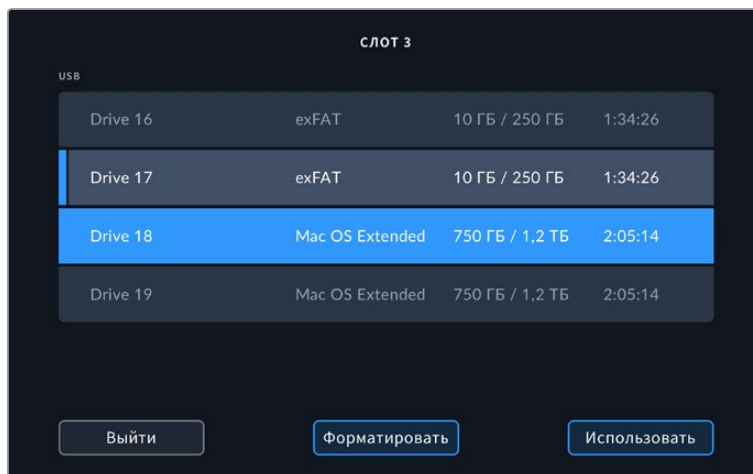 СЛОТ 3
USB
Drive 16 exFAT 10 ГБ / 250 ГБ 1:34:26
Drive 17 exFAT 10 ГБ / 250 ГБ 1:34:26
Drive 18 Mac OS Extended 750 ГБ / 1,2 ТБ 2:05:14
Drive 19 Mac OS Extended 750 ГБ / 1,2 ТБ 2:05:14
Выйти Форматировать Использовать